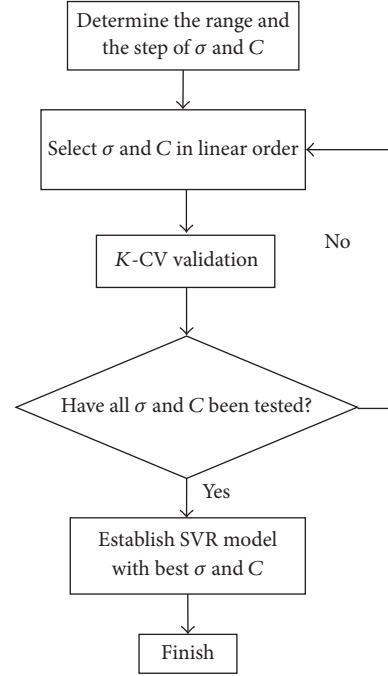 Determine the range and
the step of σ and C
Select σ and C in linear order
No
K-CV validation
Have all σ and C been tested?
Yes
Establish SVR model
with best σ and C
Finish